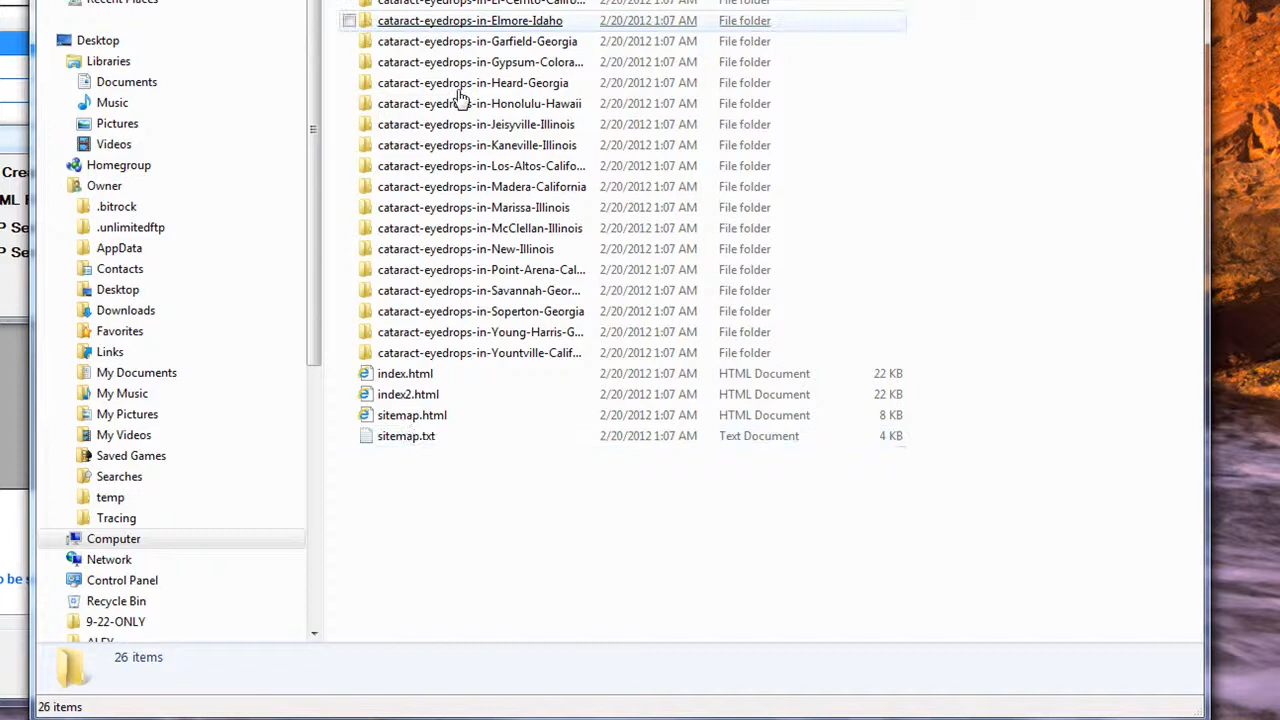 Recent Places
Desktop
Libraries
Documents
Music
Pictures
Videos
Homegroup
Owner
.bitrock
.unlimitedftp
AppData
Contacts
Desktop
Downloads
Favorites
Links
My Documents
My Music
My Pictures
My Videos
Saved Games
Searches
temp
Tracing
Computer
Network
Control Panel
Recycle Bin
9-22-ONLY
cataract-eyedrops-in-El-Cerrito-Califo... 2/20/2012 1:07 AM File folder
cataract-eyedrops-in-Elmore-Idaho 2/20/2012 1:07 AM File folder
cataract-eyedrops-in-Garfield-Georgia 2/20/2012 1:07 AM File folder
cataract-eyedrops-in-Gypsum-Colora... 2/20/2012 1:07 AM File folder
cataract-eyedrops-in-Heard-Georgia 2/20/2012 1:07 AM File folder
cataract-eyedrops-in-Honolulu-Hawaii 2/20/2012 1:07 AM File folder
cataract-eyedrops-in-Jeisyville-Illinois 2/20/2012 1:07 AM File folder
cataract-eyedrops-in-Kaneville-Illinois 2/20/2012 1:07 AM File folder
cataract-eyedrops-in-Los-Altos-Califo... 2/20/2012 1:07 AM File folder
cataract-eyedrops-in-Madera-California 2/20/2012 1:07 AM File folder
cataract-eyedrops-in-Marissa-Illinois 2/20/2012 1:07 AM File folder
cataract-eyedrops-in-McClellan-Illinois 2/20/2012 1:07 AM File folder
cataract-eyedrops-in-New-Illinois 2/20/2012 1:07 AM File folder
cataract-eyedrops-in-Point-Arena-Cal... 2/20/2012 1:07 AM File folder
cataract-eyedrops-in-Savannah-Geor... 2/20/2012 1:07 AM File folder
cataract-eyedrops-in-Soperton-Georgia 2/20/2012 1:07 AM File folder
cataract-eyedrops-in-Young-Harris-G... 2/20/2012 1:07 AM File folder
cataract-eyedrops-in-Yountville-Calif... 2/20/2012 1:07 AM File folder
index.html 2/20/2012 1:07 AM HTML Document 22 KB
index2.html 2/20/2012 1:07 AM HTML Document 22 KB
sitemap.html 2/20/2012 1:07 AM HTML Document 8 KB
sitemap.txt 2/20/2012 1:07 AM Text Document 4 KB
26 items
26 items